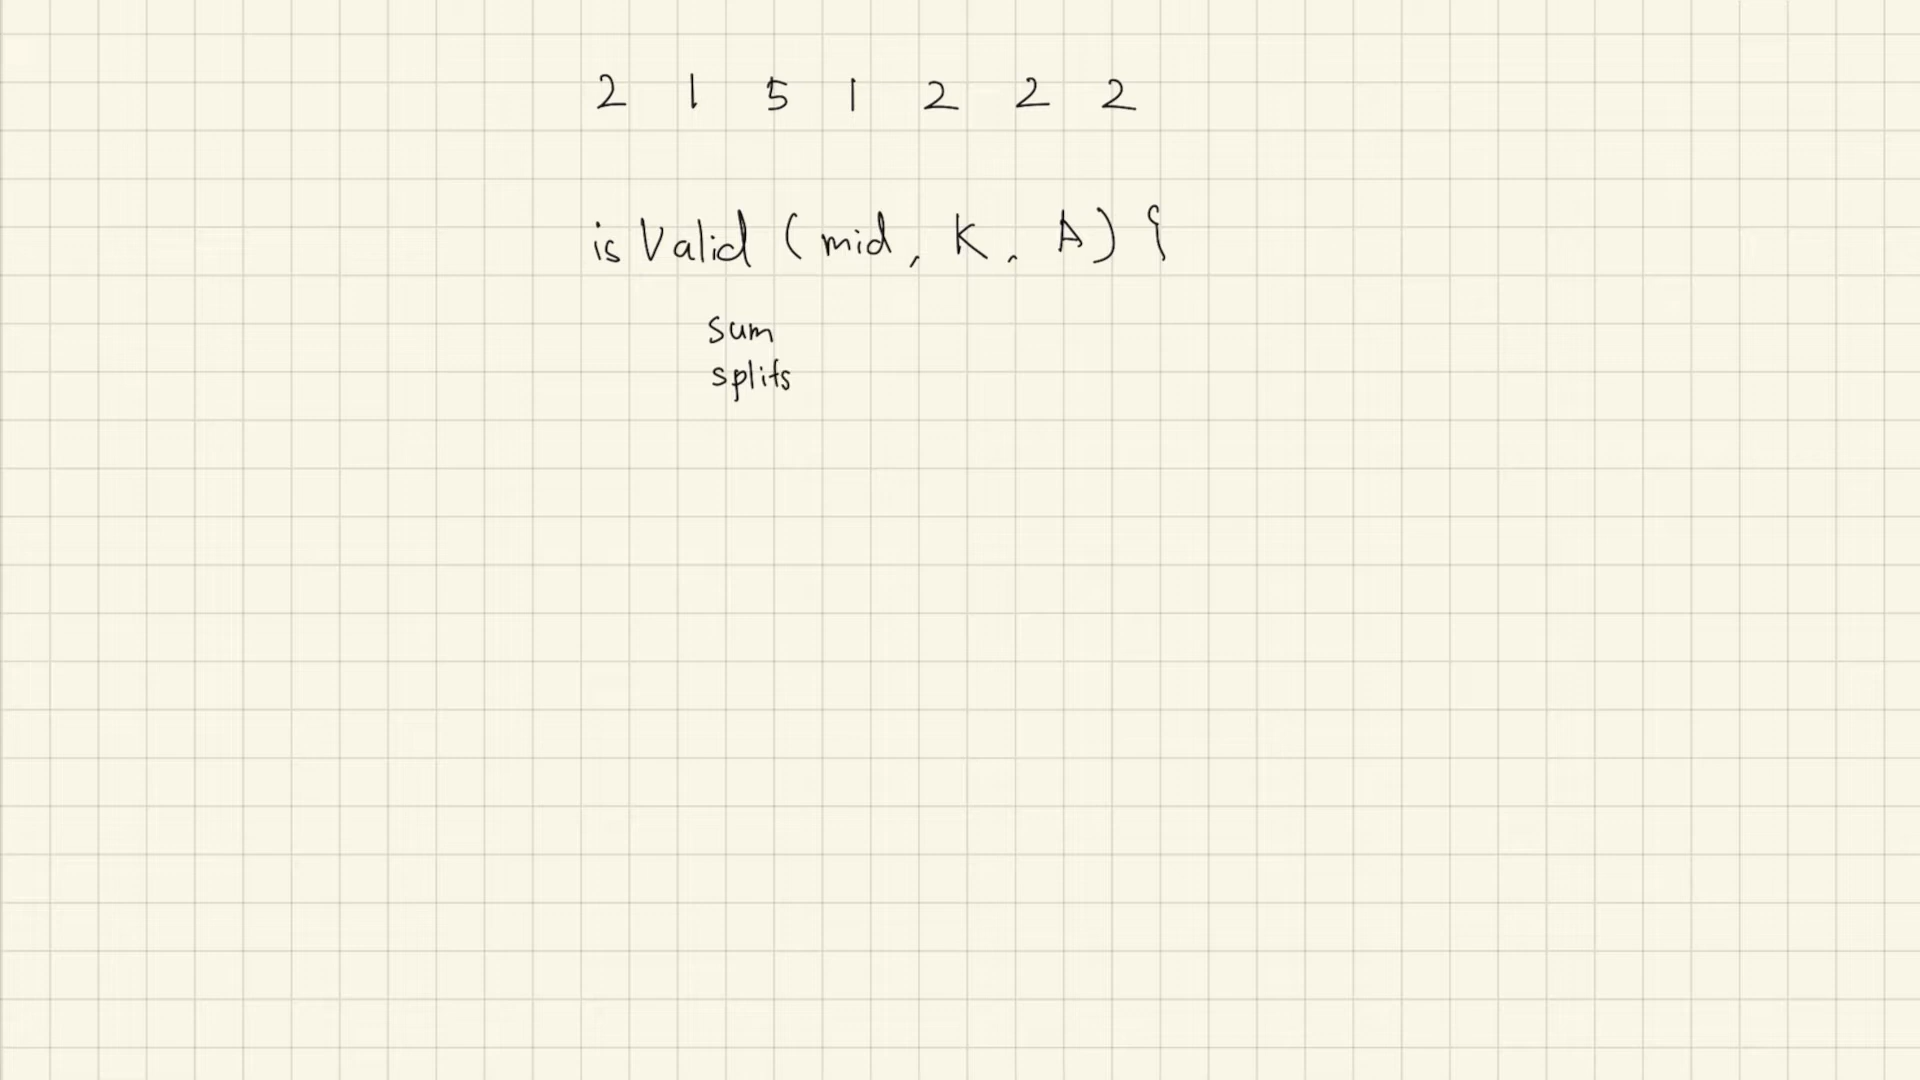 2 1 5 1 2 2 2
isValid (mid, K, A) {
sum
splits